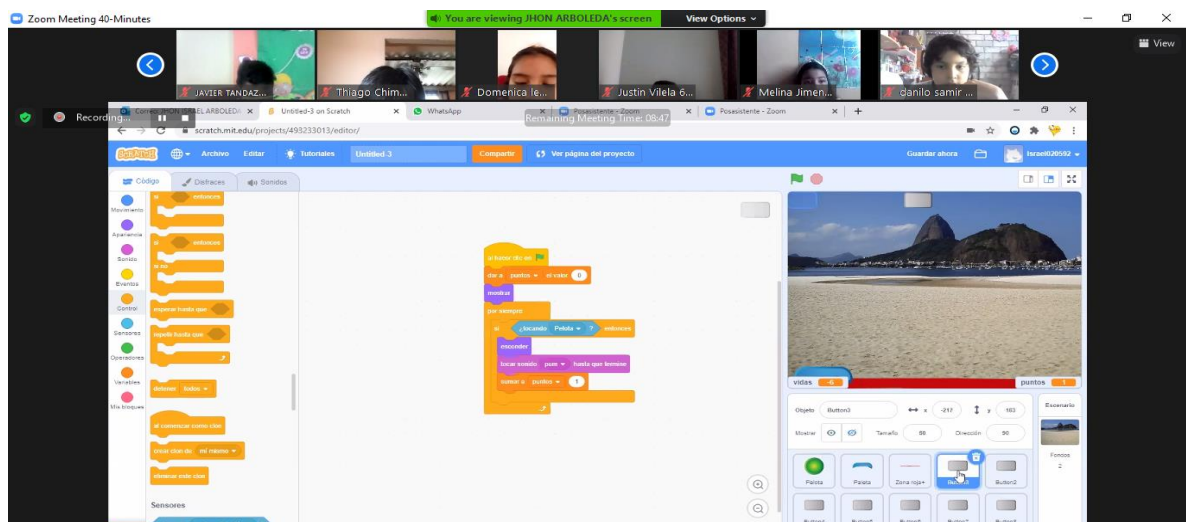 Zoom Meeting 40-Minutes
You are viewing JHON ARBOLEDA's screen
View Options
View
JAVIER TANDAZ...
Thiago Chim...
Domenica le...
Justin Vilela 6...
Melina Jimen...
danilo samir ...
Recording...
Remaining Meeting Time: 08:47
Untitled-3 on Scratch
WhatsApp
Posasistente - Zoom
Posasistente - Zoom
scratch.mit.edu/projects/493233013/editor/
SCRATCH
Archivo
Editar
Tutoriales
Untitled-3
Compartir
Ver página del proyecto
Guardar ahora
Israel020592
Código
Disfraces
Sonidos
Movimiento
Apariencia
Sonido
Eventos
Control
Sensores
Operadores
Variables
Mis bloques
si entonces
si entonces
si no
esperar hasta que
repetir hasta que
detener todos
al comenzar como clon
crear clon de mí mismo
eliminar este clon
Sensores
al hacer clic en
dar a puntos el valor 0
mostrar
por siempre
si ¿tocando Pelota ? entonces
esconder
tocar sonido hasta que termine
sumar a puntos 1
vidas -6
puntos 1
Objeto Button3 x -217 y 163
Mostrar Tamaño 68 Dirección 90
Escenario
Fondos
2
Pelota
Paleta
Zona roja
Button3
Button2